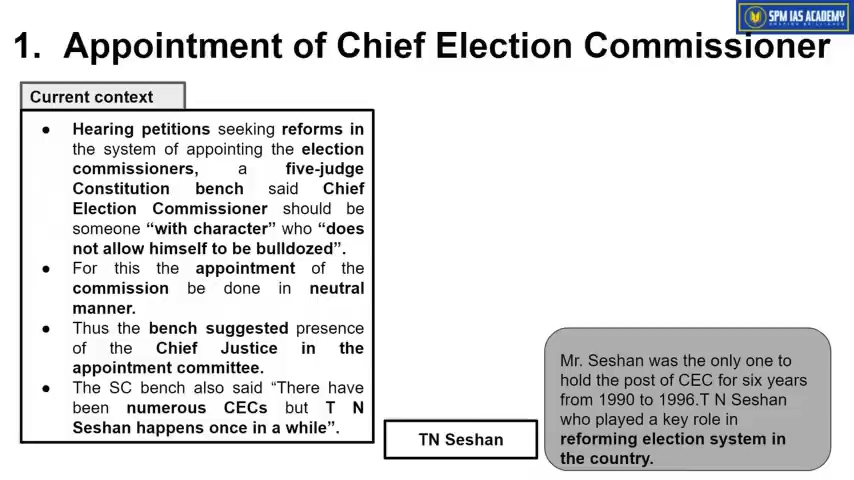 SPM IAS ACADEMY
1. Appointment of Chief Election Commissioner
Current context
● Hearing petitions seeking reforms in
the system of appointing the election
commissioners, a five-judge
Constitution bench said Chief
Election Commissioner should be
someone “with character” who “does
not allow himself to be bulldozed”.
● For this the appointment of the
commission be done in neutral
manner.
● Thus the bench suggested presence
of the Chief Justice in the
appointment committee.
● The SC bench also said “There have
been numerous CECs but T N
Seshan happens once in a while”.
TN Seshan
Mr. Seshan was the only one to
hold the post of CEC for six years
from 1990 to 1996.T N Seshan
who played a key role in
reforming election system in
the country.